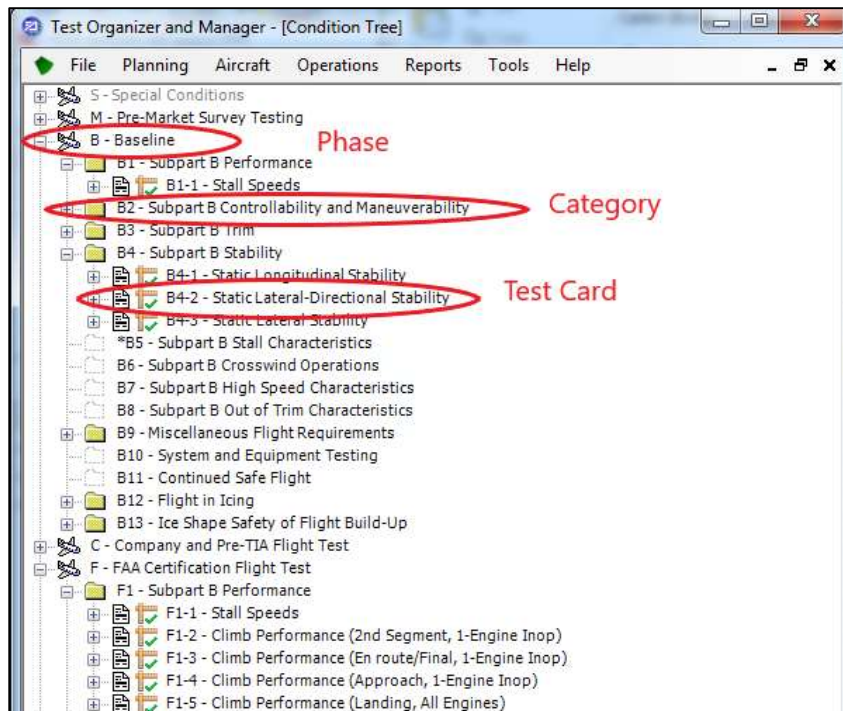 Test Organizer and Manager - [Condition Tree]
File Planning Aircraft Operations Reports Tools Help
S - Special Conditions
M - Pre-Market Survey Testing
B - Baseline
Phase
B1 - Subpart B Performance
B1-1 - Stall Speeds
B2 - Subpart B Controllability and Maneuverability
Category
B3 - Subpart B Trim
B4 - Subpart B Stability
B4-1 - Static Longitudinal Stability
B4-2 - Static Lateral-Directional Stability
Test Card
B4-3 - Static Lateral Stability
*B5 - Subpart B Stall Characteristics
B6 - Subpart B Crosswind Operations
B7 - Subpart B High Speed Characteristics
B8 - Subpart B Out of Trim Characteristics
B9 - Miscellaneous Flight Requirements
B10 - System and Equipment Testing
B11 - Continued Safe Flight
B12 - Flight in Icing
B13 - Ice Shape Safety of Flight Build-Up
C - Company and Pre-TIA Flight Test
F - FAA Certification Flight Test
F1 - Subpart B Performance
F1-1 - Stall Speeds
F1-2 - Climb Performance (2nd Segment, 1-Engine Inop)
F1-3 - Climb Performance (En route/Final, 1-Engine Inop)
F1-4 - Climb Performance (Approach, 1-Engine Inop)
F1-5 - Climb Performance (Landing, All Engines)